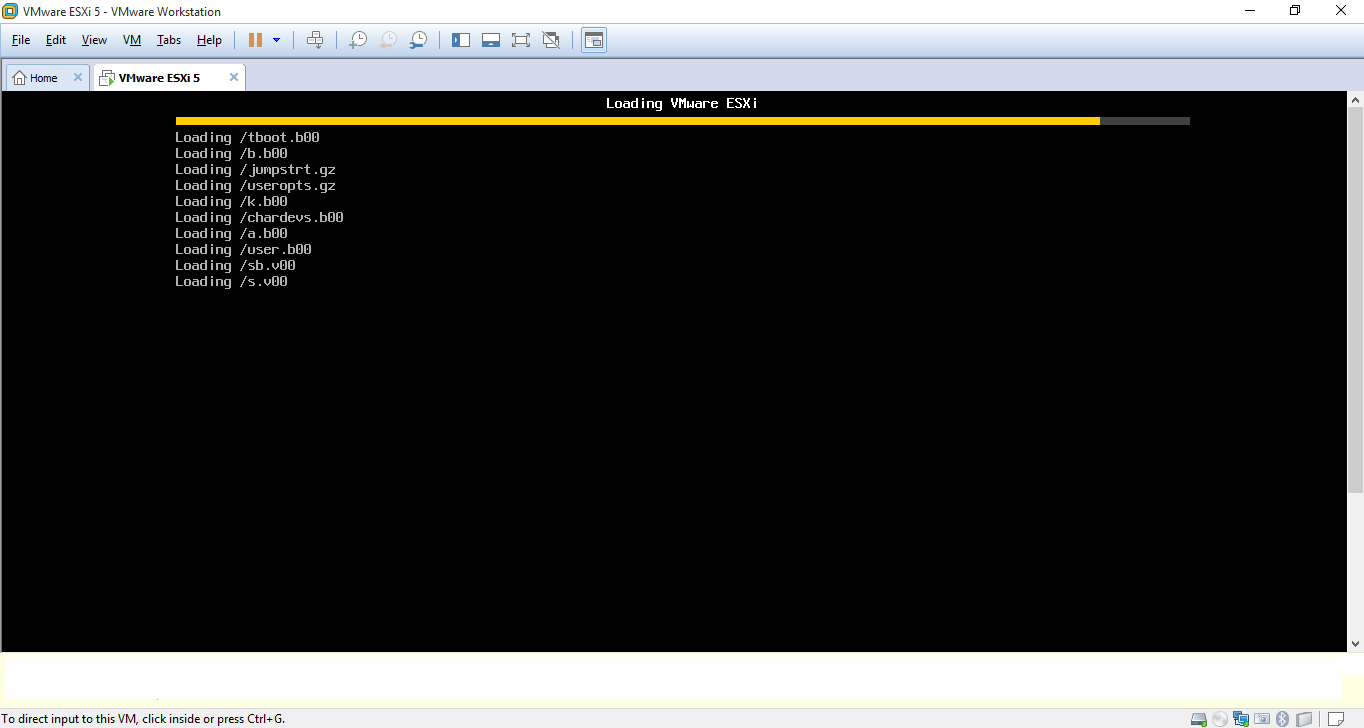 VMware ESXi 5 - VMware Workstation
File Edit View VM Tabs Help
Home VMware ESXi 5
Loading VMware ESXi
Loading /tboot.b00
Loading /b.b00
Loading /jumpstrt.gz
Loading /useropts.gz
Loading /k.b00
Loading /chardevs.b00
Loading /a.b00
Loading /user.b00
Loading /sb.v00
Loading /s.v00
To direct input to this VM, click inside or press Ctrl+G.